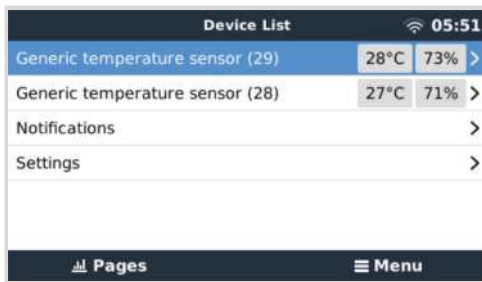 Device List 05:51
Generic temperature sensor (29) 28°C 73%
Generic temperature sensor (28) 27°C 71%
Notifications
Settings
Pages Menu